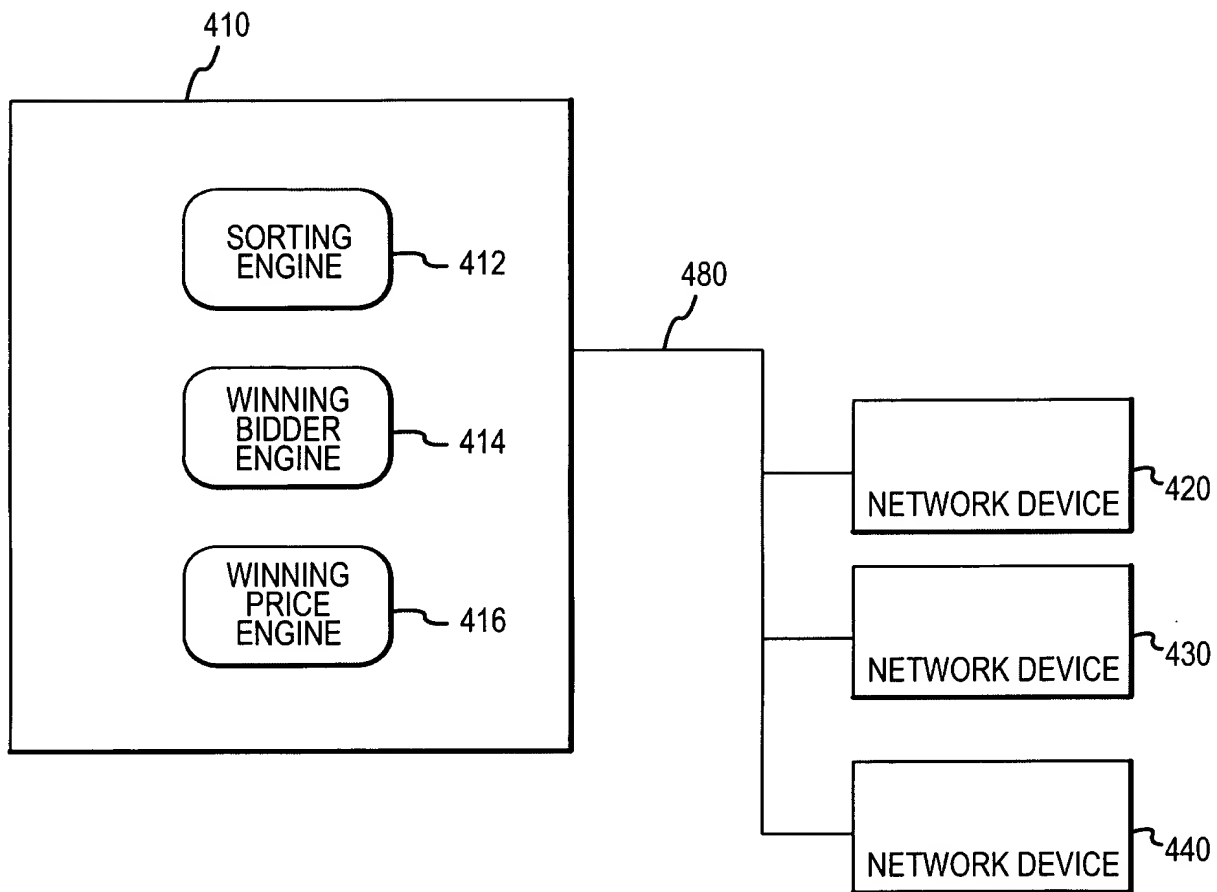 410
SORTING
ENGINE
412
480
WINNING
BIDDER
ENGINE
414
NETWORK DEVICE
420
WINNING
PRICE
ENGINE
416
NETWORK DEVICE
430
NETWORK DEVICE
440